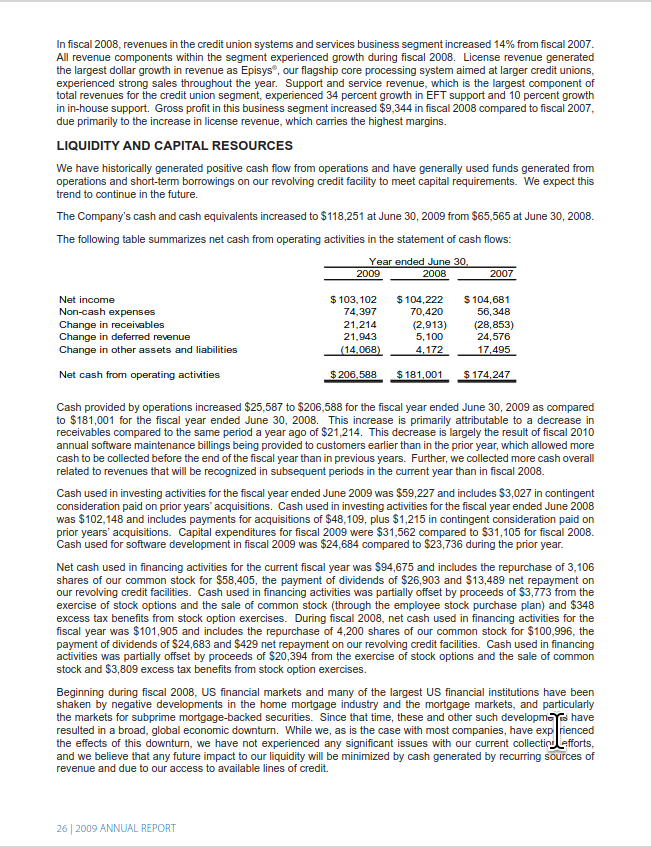 In fiscal 2008, revenues in the credit union systems and services business segment increased 14% from fiscal 2007.
All revenue components within the segment experienced growth during fiscal 2008. License revenue generated
the largest dollar growth in revenue as Episys®, our flagship core processing system aimed at larger credit unions,
experienced strong sales throughout the year. Support and service revenue, which is the largest component of
total revenues for the credit union segment, experienced 34 percent growth in EFT support and 10 percent growth
in in-house support. Gross profit in this business segment increased $9,344 in fiscal 2008 compared to fiscal 2007,
due primarily to the increase in license revenue, which carries the highest margins.
LIQUIDITY AND CAPITAL RESOURCES
We have historically generated positive cash flow from operations and have generally used funds generated from
operations and short-term borrowings on our revolving credit facility to meet capital requirements. We expect this
trend to continue in the future.
The Company's cash and cash equivalents increased to $118,251 at June 30, 2009 from $65,565 at June 30, 2008.
The following table summarizes net cash from operating activities in the statement of cash flows:
Year ended June 30,
2009 2008 2007
Net income $ 103,102 $ 104,222 $ 104,681
Non-cash expenses 74,397 70,420 56,348
Change in receivables 21,214 (2,913) (28,853)
Change in deferred revenue 21,943 5,100 24,576
Change in other assets and liabilities (14,068) 4,172 17,495
Net cash from operating activities $ 206,588 $ 181,001 $ 174,247
Cash provided by operations increased $25,587 to $206,588 for the fiscal year ended June 30, 2009 as compared
to $181,001 for the fiscal year ended June 30, 2008. This increase is primarily attributable to a decrease in
receivables compared to the same period a year ago of $21,214. This decrease is largely the result of fiscal 2010
annual software maintenance billings being provided to customers earlier than in the prior year, which allowed more
cash to be collected before the end of the fiscal year than in previous years. Further, we collected more cash overall
related to revenues that will be recognized in subsequent periods in the current year than in fiscal 2008.
Cash used in investing activities for the fiscal year ended June 2009 was $59,227 and includes $3,027 in contingent
consideration paid on prior years' acquisitions. Cash used in investing activities for the fiscal year ended June 2008
was $102,148 and includes payments for acquisitions of $48,109, plus $1,215 in contingent consideration paid on
prior years' acquisitions. Capital expenditures for fiscal 2009 were $31,562 compared to $31,105 for fiscal 2008.
Cash used for software development in fiscal 2009 was $24,684 compared to $23,736 during the prior year.
Net cash used in financing activities for the current fiscal year was $94,675 and includes the repurchase of 3,106
shares of our common stock for $58,405, the payment of dividends of $26,903 and $13,489 net repayment on
our revolving credit facilities. Cash used in financing activities was partially offset by proceeds of $3,773 from the
exercise of stock options and the sale of common stock (through the employee stock purchase plan) and $348
excess tax benefits from stock option exercises. During fiscal 2008, net cash used in financing activities for the
fiscal year was $101,905 and includes the repurchase of 4,200 shares of our common stock for $100,996, the
payment of dividends of $24,683 and $429 net repayment on our revolving credit facilities. Cash used in financing
activities was partially offset by proceeds of $20,394 from the exercise of stock options and the sale of common
stock and $3,809 excess tax benefits from stock option exercises.
Beginning during fiscal 2008, US financial markets and many of the largest US financial institutions have been
shaken by negative developments in the home mortgage industry and the mortgage markets, and particularly
the markets for subprime mortgage-backed securities. Since that time, these and other such developments have
resulted in a broad, global economic downturn. While we, as is the case with most companies, have experienced
the effects of this downturn, we have not experienced any significant issues with our current collection efforts,
and we believe that any future impact to our liquidity will be minimized by cash generated by recurring sources of
revenue and due to our access to available lines of credit.
26 | 2009 ANNUAL REPORT